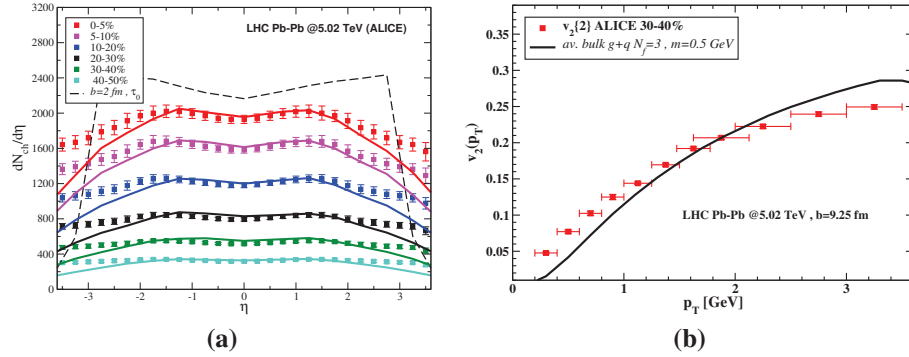 LHC Pb-Pb @5.02 TeV (ALICE)
0-5%
5-10%
10-20%
20-30%
30-40%
40-50%
b=2 fm , τ₀
3200
2800
2400
2000
1600
1200
800
400
0
dN_ch/dη
-3 -2 -1 0 1 2 3
η
(a)
v₂{2} ALICE 30-40%
av. bulk g+q N_f=3 , m=0.5 GeV
0.35
0.3
0.25
0.2
0.15
0.1
0.05
v₂(p_T)
LHC Pb-Pb @5.02 TeV , b=9.25 fm
0 1 2 3
p_T [GeV]
(b)